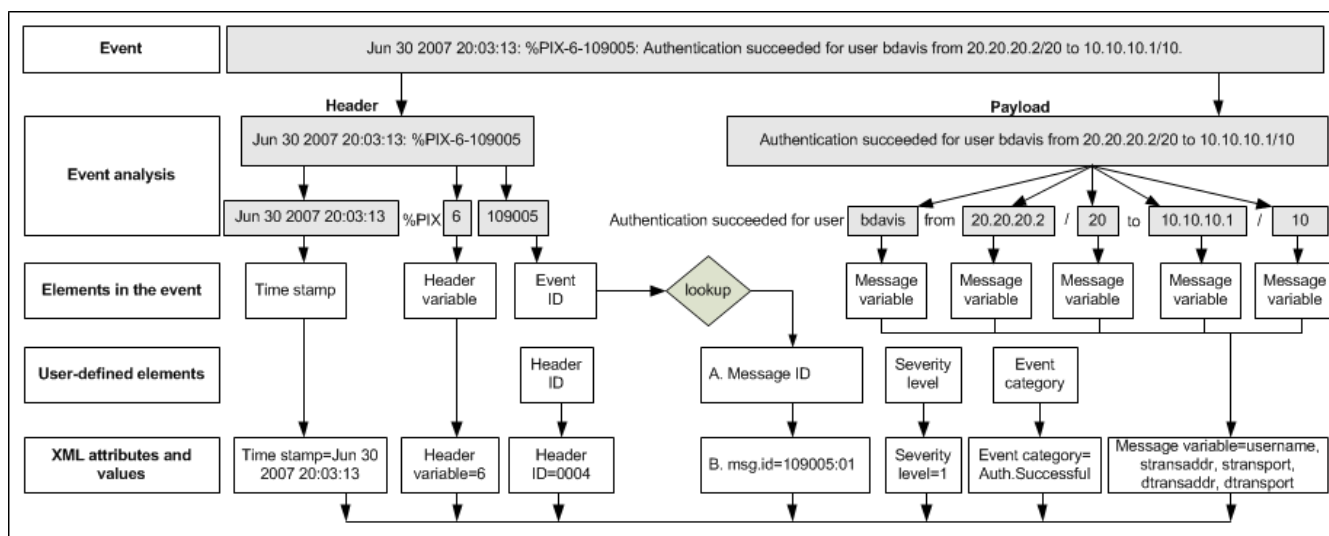 Event
Jun 30 2007 20:03:13: %PIX-6-109005: Authentication succeeded for user bdavis from 20.20.20.2/20 to 10.10.10.1/10.
Header
Payload
Event analysis
Jun 30 2007 20:03:13: %PIX-6-109005
Authentication succeeded for user bdavis from 20.20.20.2/20 to 10.10.10.1/10
Jun 30 2007 20:03:13 %PIX 6 109005
Authentication succeeded for user bdavis from 20.20.20.2 / 20 to 10.10.10.1 / 10
Elements in the event
Time stamp
Header
variable
Event
ID
lookup
Message
variable
Message
variable
Message
variable
Message
variable
Message
variable
User-defined elements
Header
ID
A. Message ID
Severity
level
Event
category
XML attributes and
values
Time stamp=Jun 30
2007 20:03:13
Header
variable=6
Header
ID=0004
B. msg.id=109005:01
Severity
level=1
Event category=
Auth.Successful
Message variable=username,
stransaddr, stransport,
dtransaddr, dtransport